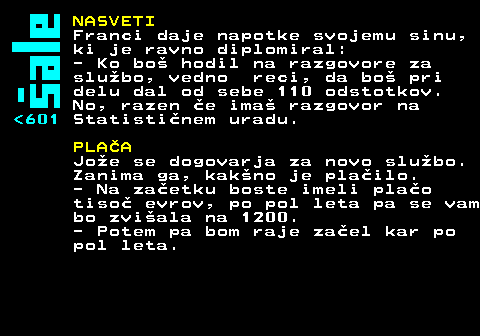 šale
NASVETI
Franci daje napotke svojemu sinu,
ki je ravno diplomiral:
- Ko boš hodil na razgovore za
službo, vedno reci, da boš pri
delu dal od sebe 110 odstotkov.
No, razen če imaš razgovor na
<601 Statističnem uradu.
PLAČA
Jože se dogovarja za novo službo.
Zanima ga, kakšno je plačilo.
- Na začetku boste imeli plačo
tisoč evrov, po pol leta pa se vam
bo zvišala na 1200.
- Potem pa bom raje začel kar po
pol leta.